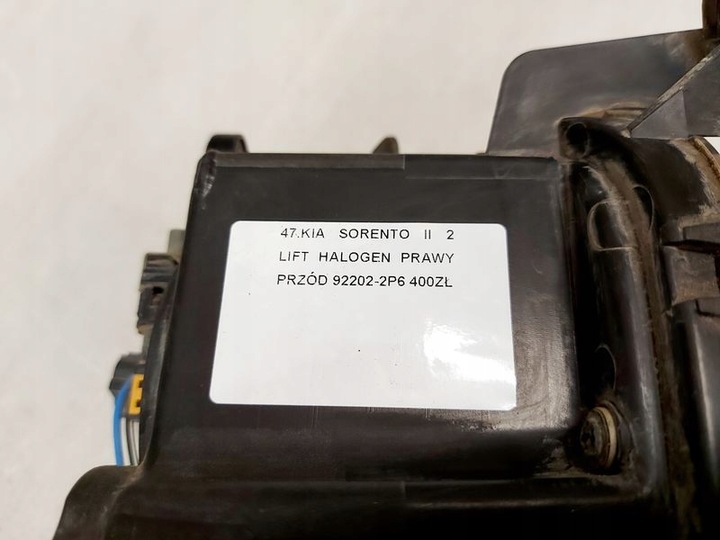 47.KIA SORENTO II 2
LIFT HALOGEN PRAWY
PRZÓD 92202-2P6 400ZŁ